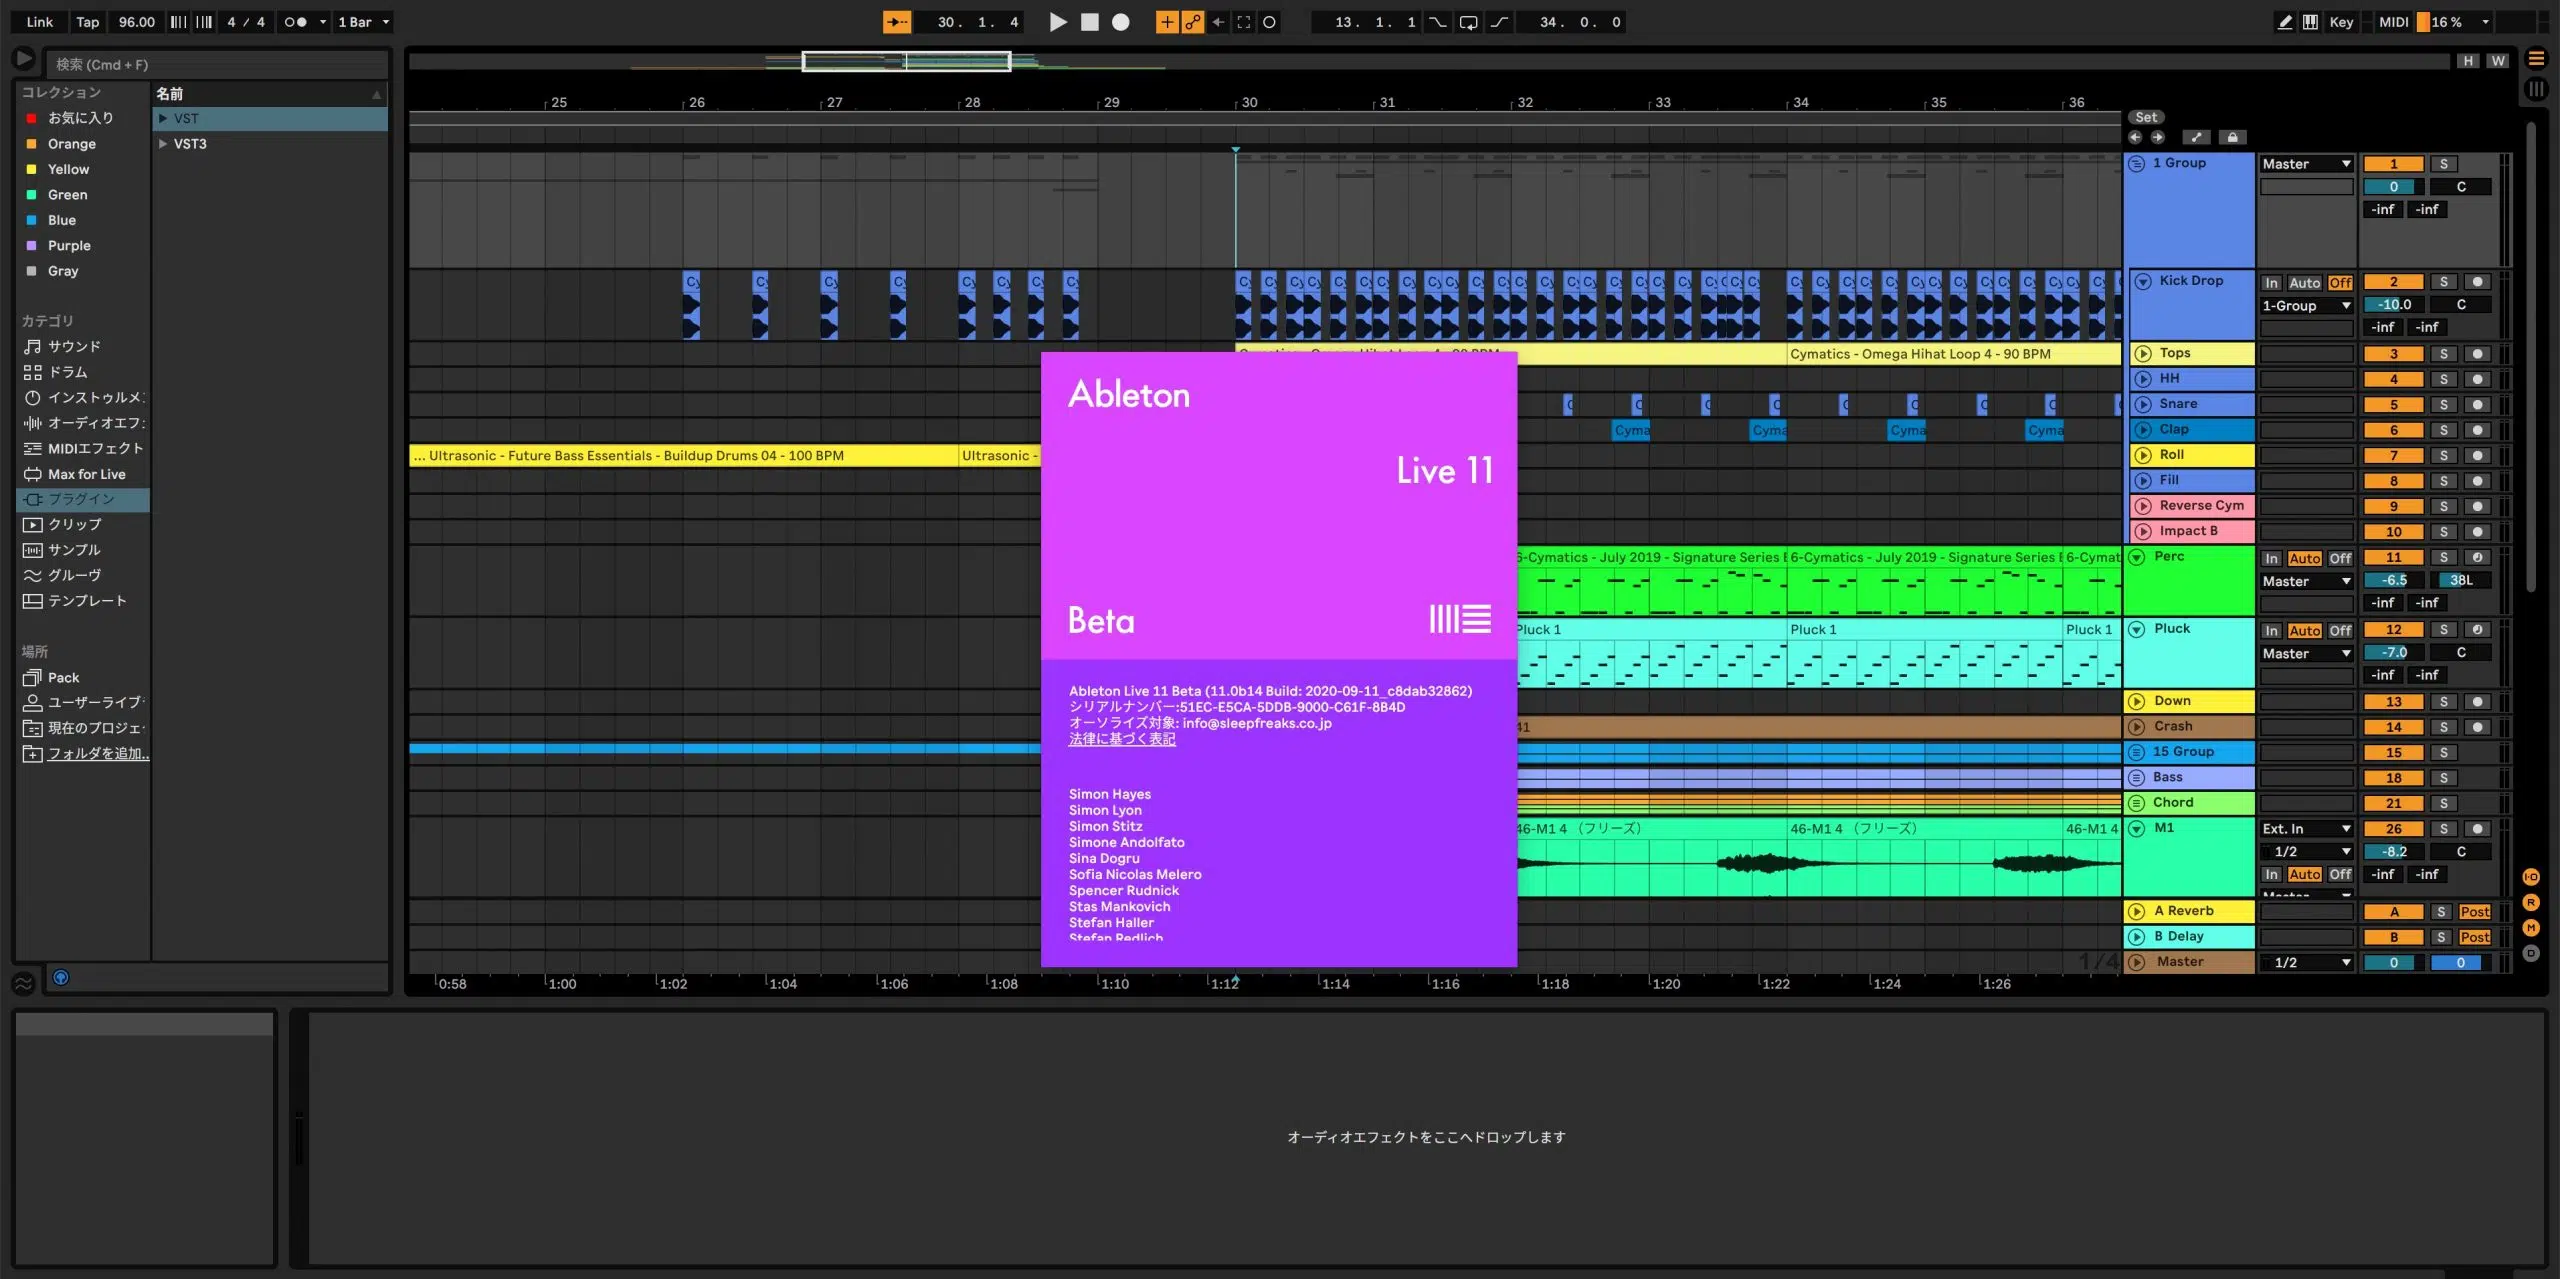 Link Tap 96.00 4 / 4 1 Bar 30. 1. 4 13. 1. 1 34. 0. 0 Key MIDI 16 %
検索 (Cmd + F)
H W
コレクション
お気に入り
Orange
Yellow
Green
Blue
Purple
Gray
カテゴリ
サウンド
ドラム
インストゥルメ
オーディオエフ
MIDIエフェクト
Max for Live
プラグイン
クリップ
サンプル
グルーヴ
テンプレート
場所
Pack
ユーザーライブ
現在のプロジェ
フォルダを追加...
名前
VST
VST3
25 26 27 28 29 30 31 32 33 34 35 36
Set
1 Group Master 1 S
0 C
-inf -inf
Kick Drop In Auto Off 2 S
1-Group -10.0 C
-inf -inf
Cymatics - Omega Hihat Loop 4 - 90 BPM Tops 3 S
HH 4 S
Snare 5 S
Cyma Cyma Cyma Cyma Clap 6 S
... Ultrasonic - Future Bass Essentials - Buildup Drums 04 - 100 BPM Ultrasonic - Roll 7 S
Fill 8 S
Reverse Cym 9 S
Impact B 10 S
6-Cymatics - July 2019 - Signature Series 6-Cymatics - July 2019 - Signature Series 6-Cymat Perc In Auto Off 11 S
Master -6.5 38L
-inf -inf
Pluck 1 Pluck 1 Pluck 1 Pluck In Auto Off 12 S
Master -7.0 C
-inf -inf
Down 13 S
41 Crash 14 S
15 Group 15 S
Bass 18 S
Chord 21 S
46-M1 4 （フリーズ） 46-M1 4 （フリーズ） 46-M1 4 M1 Ext. In 26 S
1/2 -8.2 C
In Auto Off -inf -inf
A Reverb A S Post
B Delay B S Post
1/4 Master 1/2 0 0
Ableton
Live 11
Beta
Ableton Live 11 Beta (11.0b14 Build: 2020-09-11_c8dab32862)
シリアルナンバー:51EC-E5CA-5DDB-9000-C61F-8B4D
オーソライズ対象: info@sleepfreaks.co.jp
法律に基づく表記
Simon Hayes
Simon Lyon
Simon Stitz
Simone Andolfato
Sina Dogru
Sofia Nicolas Melero
Spencer Rudnick
Stas Mankovich
Stefan Haller
Stefan Redlich
0:58 1:00 1:02 1:04 1:06 1:08 1:10 1:12 1:14 1:16 1:18 1:20 1:22 1:24 1:26
オーディオエフェクトをここへドロップします